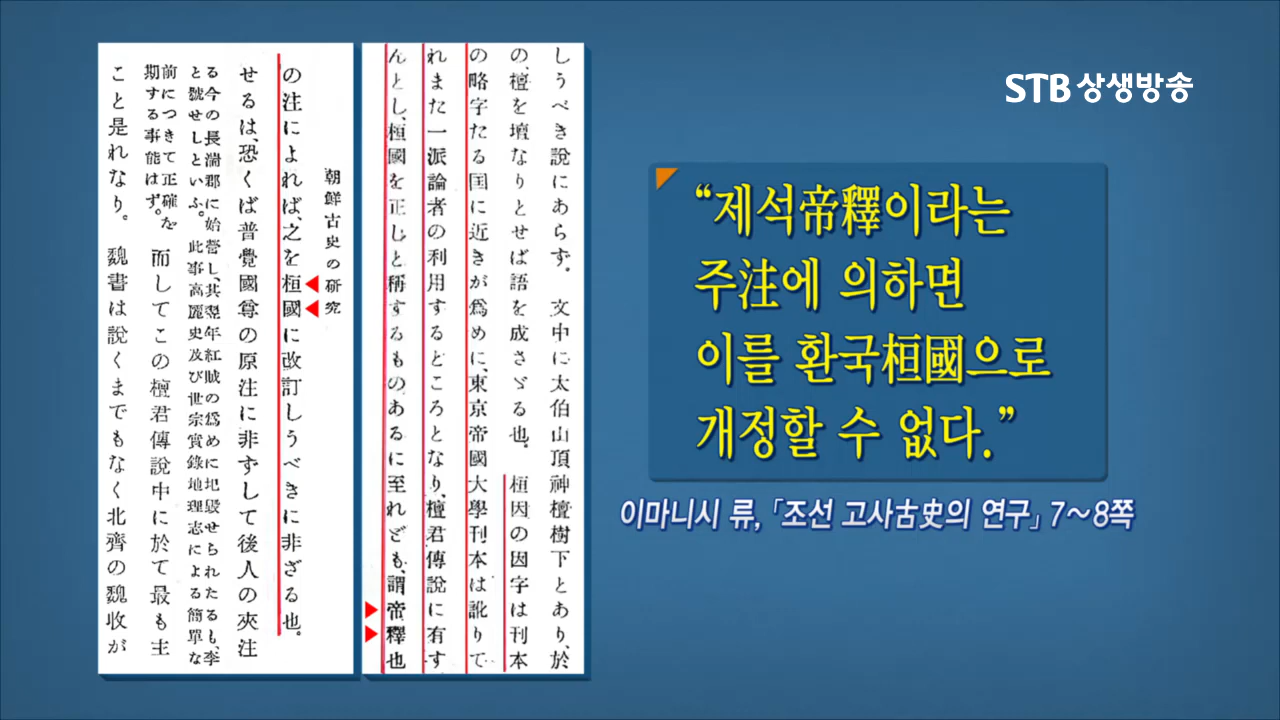 STB 상생방송
しうべき說にあらず。 文中に太伯山頂神檀樹下とあり、於
の、檀を壇なりとせば語を成さゞる也。 桓因の因字は刊本
の略字たる囯に近きが爲めに、東京帝國大學刊本は訛りて
れまた一派論者の利用するところとなり、檀君傳說に有す
んとし、桓國を正しと稱するものあるに至れども、謂帝釋也
朝鮮古史の硏究
の注によれば、之を桓國に改訂しうべきに非ざる也。
せるは、恐くば普覺國尊の原注に非ずして後人の夾注
る今の長湍郡に始營し、其翌年紅賊の爲めに圯毀せられたるも、李
と號せしといふ。 此事高麗史及び世宗實錄地理志による簡單な
前につきて正確を
期する事能はず。
而してこの檀君傳說中に於て最も主
こと是れなり。 魏書は說くまでもなく北齊の魏收が
“제석帝釋이라는
주注에 의하면
이를 환국桓國으로
개정할 수 없다.”
이마니시 류, 「조선 고사古史의 연구」 7~8쪽